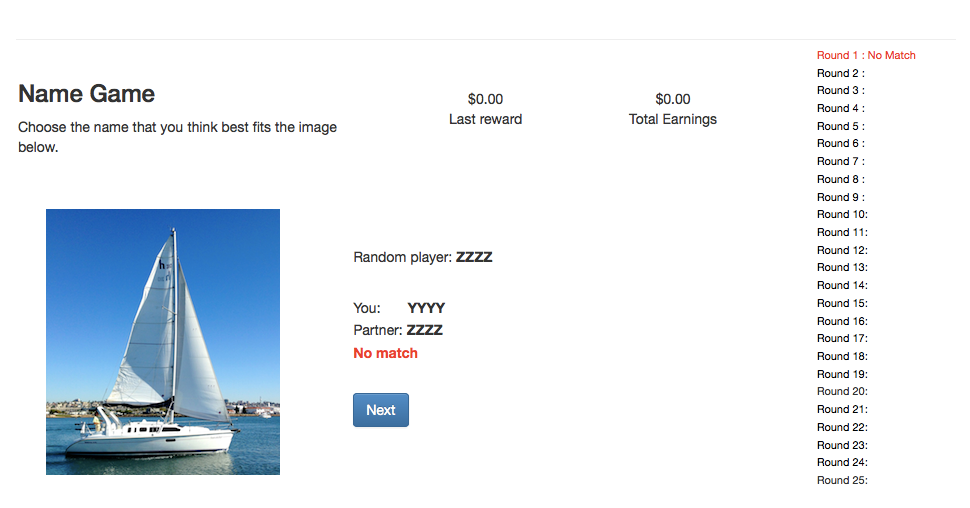 Name Game
Choose the name that you think best fits the image
below.
$0.00
Last reward
$0.00
Total Earnings
Random player: ZZZZ
You: YYYY
Partner: ZZZZ
No match
Next
h
Round 1 : No Match
Round 2 :
Round 3 :
Round 4 :
Round 5 :
Round 6 :
Round 7 :
Round 8 :
Round 9 :
Round 10:
Round 11:
Round 12:
Round 13:
Round 14:
Round 15:
Round 16:
Round 17:
Round 18:
Round 19:
Round 20:
Round 21:
Round 22:
Round 23:
Round 24:
Round 25: